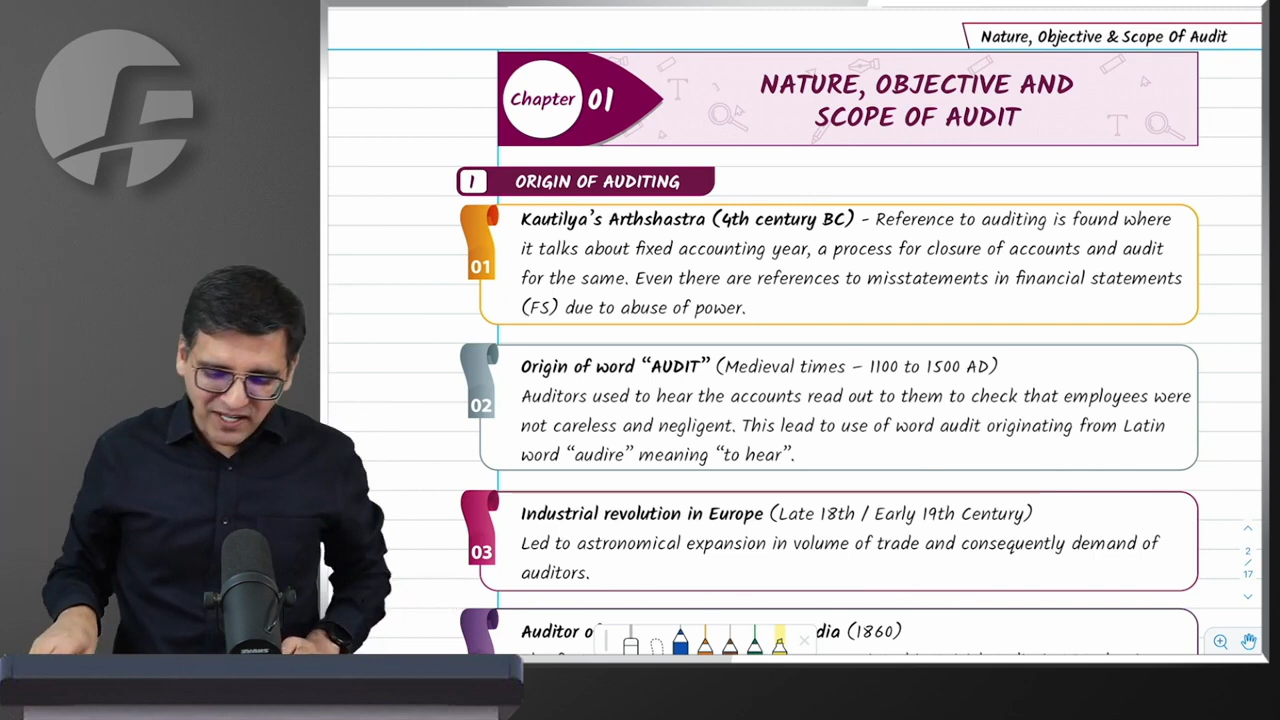 Nature, Objective & Scope Of Audit
Chapter 01
NATURE, OBJECTIVE AND
SCOPE OF AUDIT
1 ORIGIN OF AUDITING
01
Kautilya's Arthshastra (4th century BC) - Reference to auditing is found where
it talks about fixed accounting year, a process for closure of accounts and audit
for the same. Even there are references to misstatements in financial statements
(FS) due to abuse of power.
02
Origin of word “AUDIT” (Medieval times – 1100 to 1500 AD)
Auditors used to hear the accounts read out to them to check that employees were
not careless and negligent. This lead to use of word audit originating from Latin
word “audire” meaning “to hear”.
03
Industrial revolution in Europe (Late 18th / Early 19th Century)
Led to astronomical expansion in volume of trade and consequently demand of
auditors.
2
/
17
Auditor dia (1860)